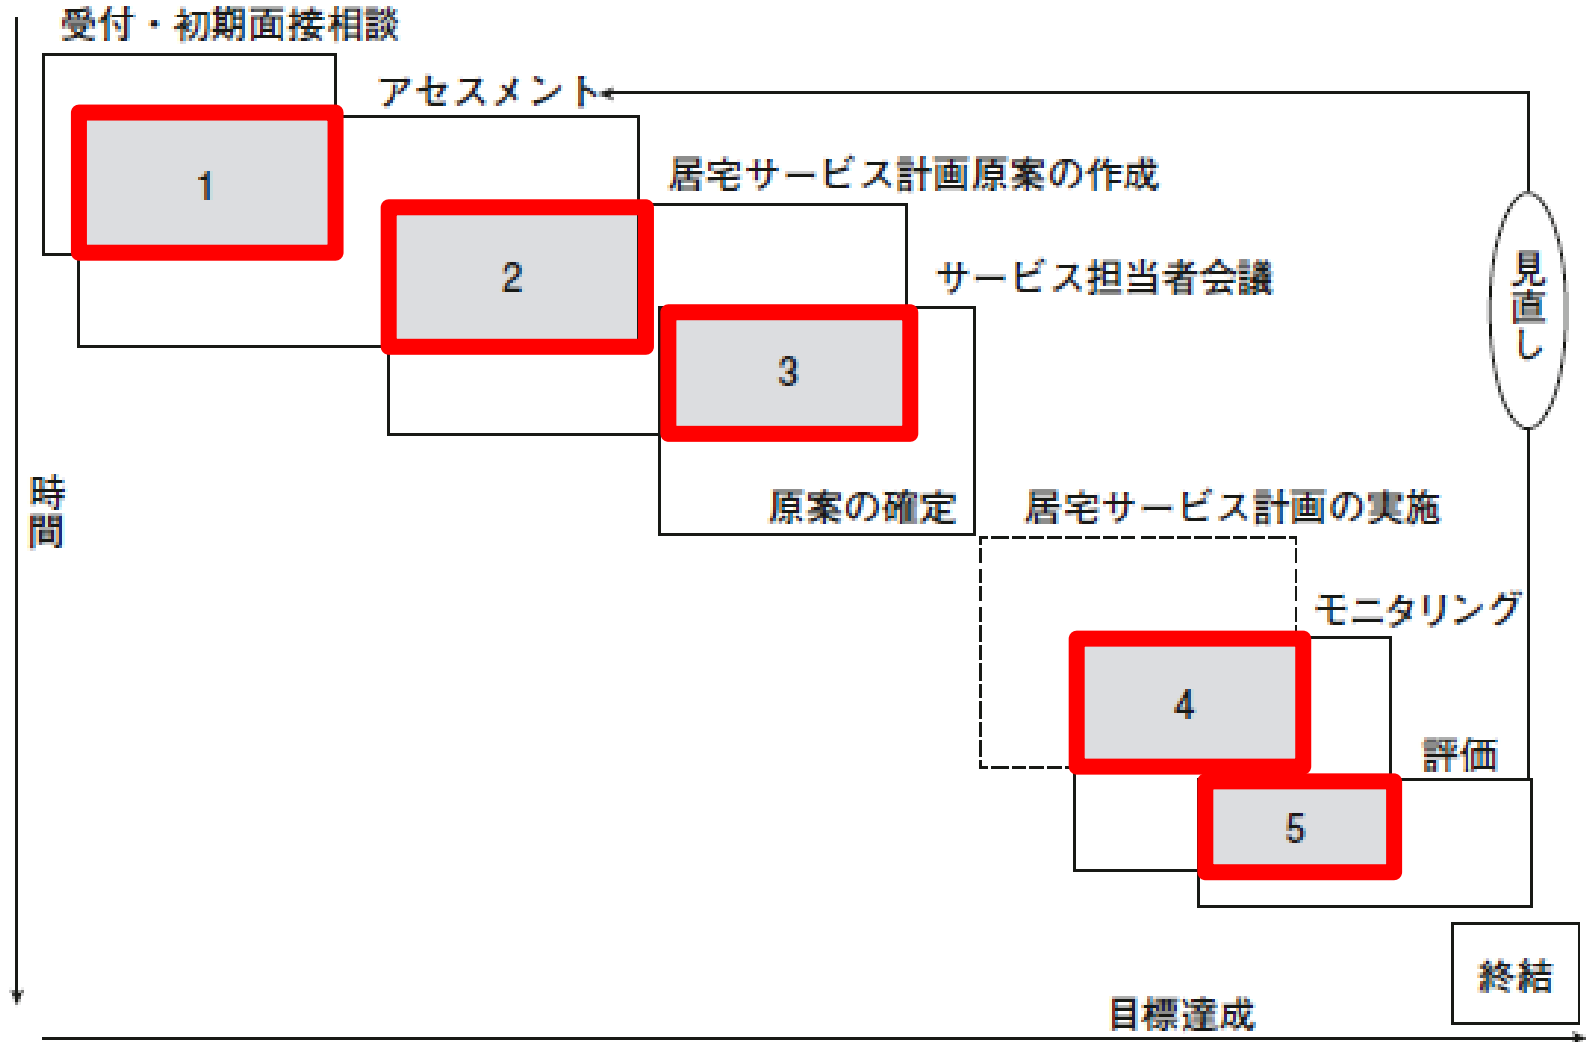 受付・初期面接相談
アセスメント
1
居宅サービス計画原案の作成
2
サービス担当者会議
見直し
3
時間
原案の確定
居宅サービス計画の実施
モニタリング
4
評価
5
終結
目標達成